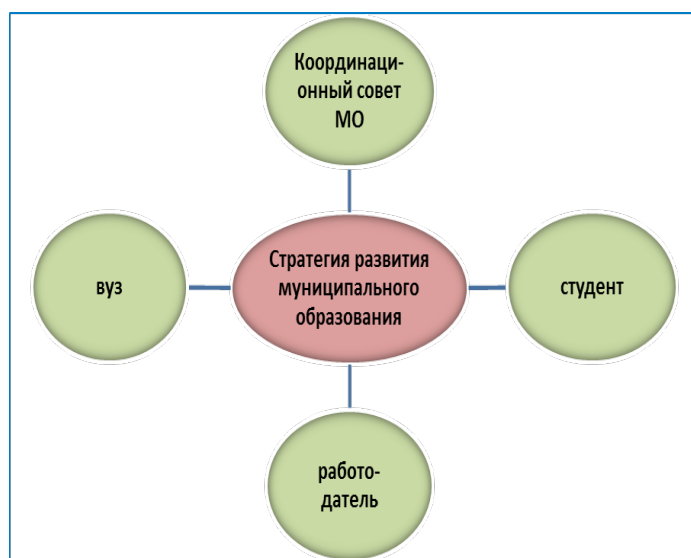 Координаци-
онный совет
МО
вуз
Стратегия развития
муниципального
образования
студент
работо-
датель